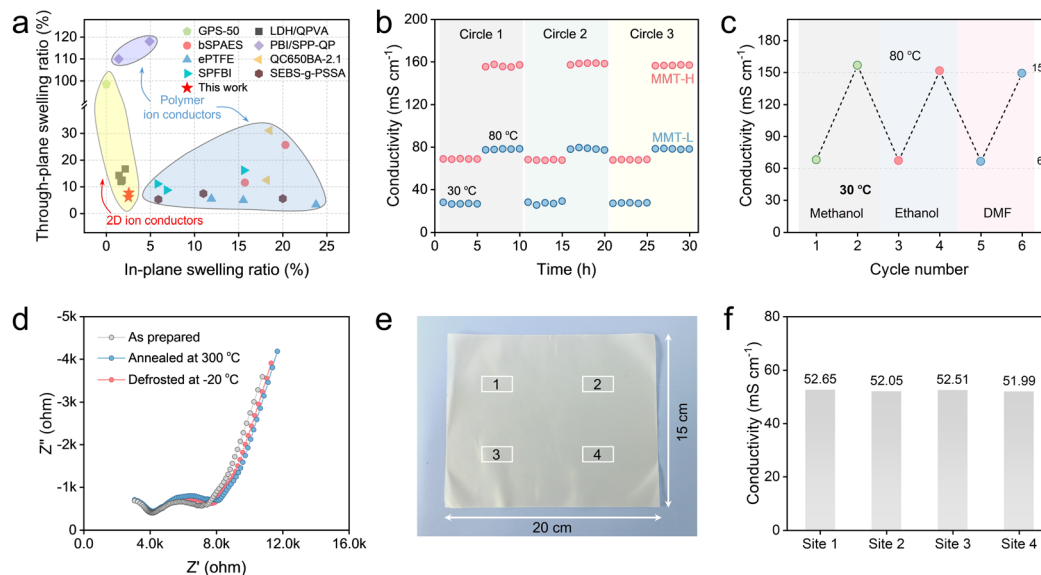 a
Through-plane swelling ratio (%)
120
110
100
30
20
10
0
GPS-50
bSPAES
ePTFE
SPFBI
This work
LDH/QPVA
PBI/SPP-QP
QC650BA-2.1
SEBS-g-PSSA
Polymer
ion conductors
2D ion conductors
0 5 10 15 20 25
In-plane swelling ratio (%)
b
Conductivity (mS cm⁻¹)
200
160
120
80
40
0
Circle 1 Circle 2 Circle 3
MMT-H
80 °C
MMT-L
30 °C
0 5 10 15 20 25 30
Time (h)
c
Conductivity (mS cm⁻¹)
180
150
120
90
60
30
0
80 °C
15
6
30 °C
Methanol Ethanol DMF
1 2 3 4 5 6
Cycle number
d
Z" (ohm)
-5k
-4k
-3k
-2k
-1k
0
As prepared
Annealed at 300 °C
Defrosted at -20 °C
0.0 4.0k 8.0k 12.0k 16.0k
Z' (ohm)
e
1 2
3 4
15 cm
20 cm
f
Conductivity (mS cm⁻¹)
80
60
40
20
0
52.65 52.05 52.51 51.99
Site 1 Site 2 Site 3 Site 4